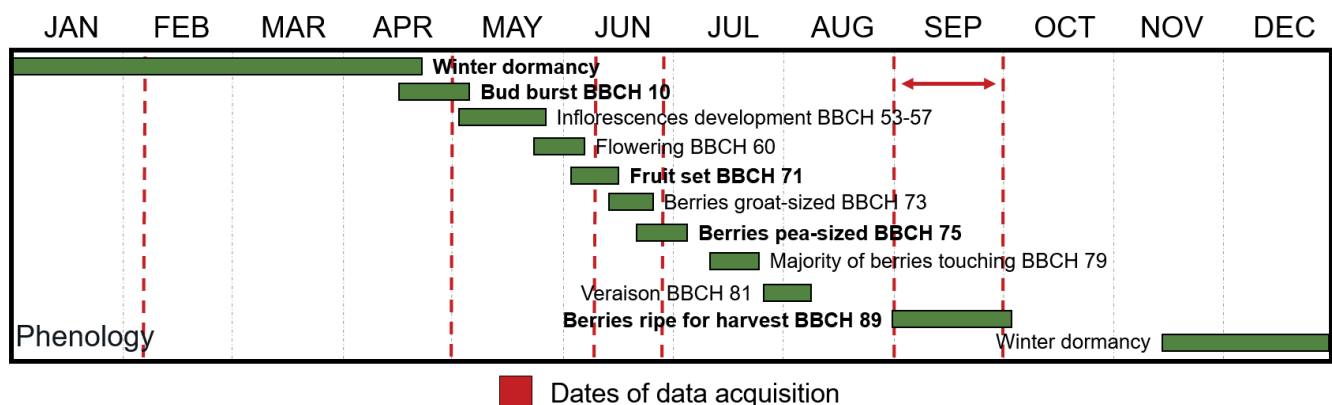 JAN FEB MAR APR MAY JUN JUL AUG SEP OCT NOV DEC
Winter dormancy
Bud burst BBCH 10
Inflorescences development BBCH 53-57
Flowering BBCH 60
Fruit set BBCH 71
Berries groat-sized BBCH 73
Berries pea-sized BBCH 75
Majority of berries touching BBCH 79
Veraison BBCH 81
Berries ripe for harvest BBCH 89
Phenology
Winter dormancy
Dates of data acquisition